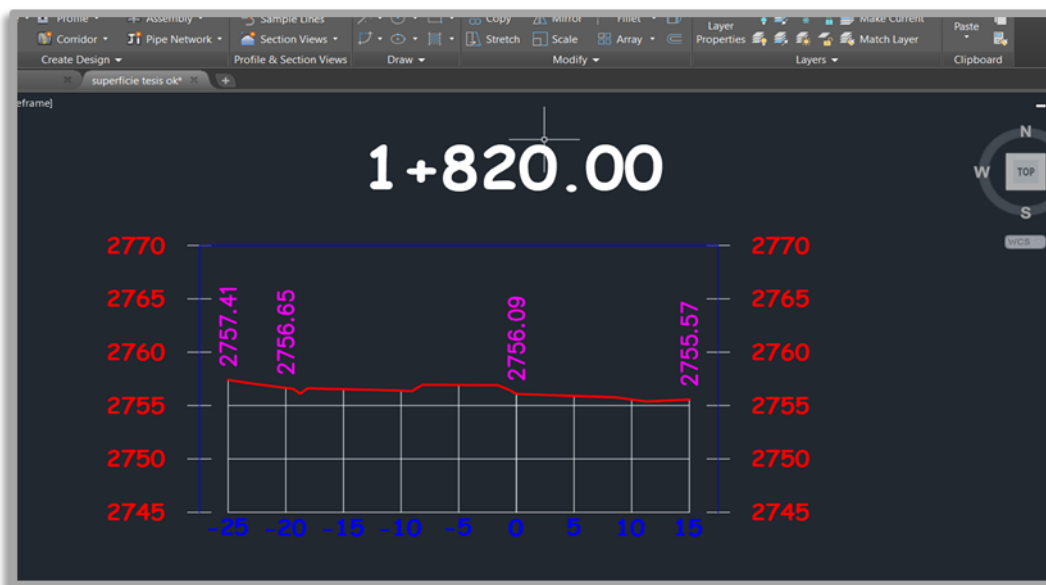 Profile Assembly Sample Lines Copy Mirror Fillet Make Current
Corridor Pipe Network Section Views Stretch Scale Array Layer Properties Match Layer Paste
Create Design Profile & Section Views Draw Modify Layers Clipboard
superficie tesis ok*
eframe]
1+820.00
N
W TOP
S
WCS
2770 2770
2765 2765
2757.41 2756.65 2756.09 2755.57
2760 2760
2755 2755
2750 2750
2745 2745
-25 -20 -15 -10 -5 0 5 10 15